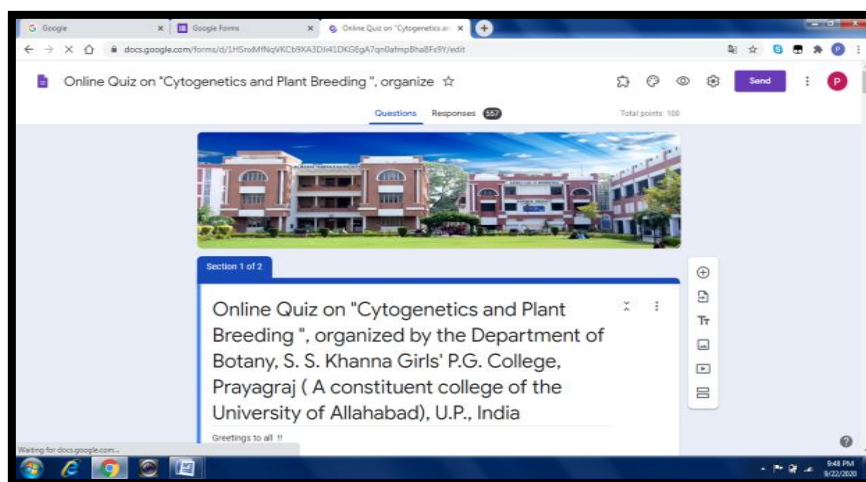 Google
Google Forms
Online Quiz on "Cytogenetics an
docs.google.com/forms/d/
/edit
Online Quiz on "Cytogenetics and Plant Breeding ", organize
Send
P
Questions
Responses 557
Total points: 100
Section 1 of 2
Online Quiz on "Cytogenetics and Plant
Breeding ", organized by the Department of
Botany, S. S. Khanna Girls' P.G. College,
Prayagraj ( A constituent college of the
University of Allahabad), U.P., India
Greetings to all !!
Waiting for docs.google.com...
9:48 PM
9/22/2020